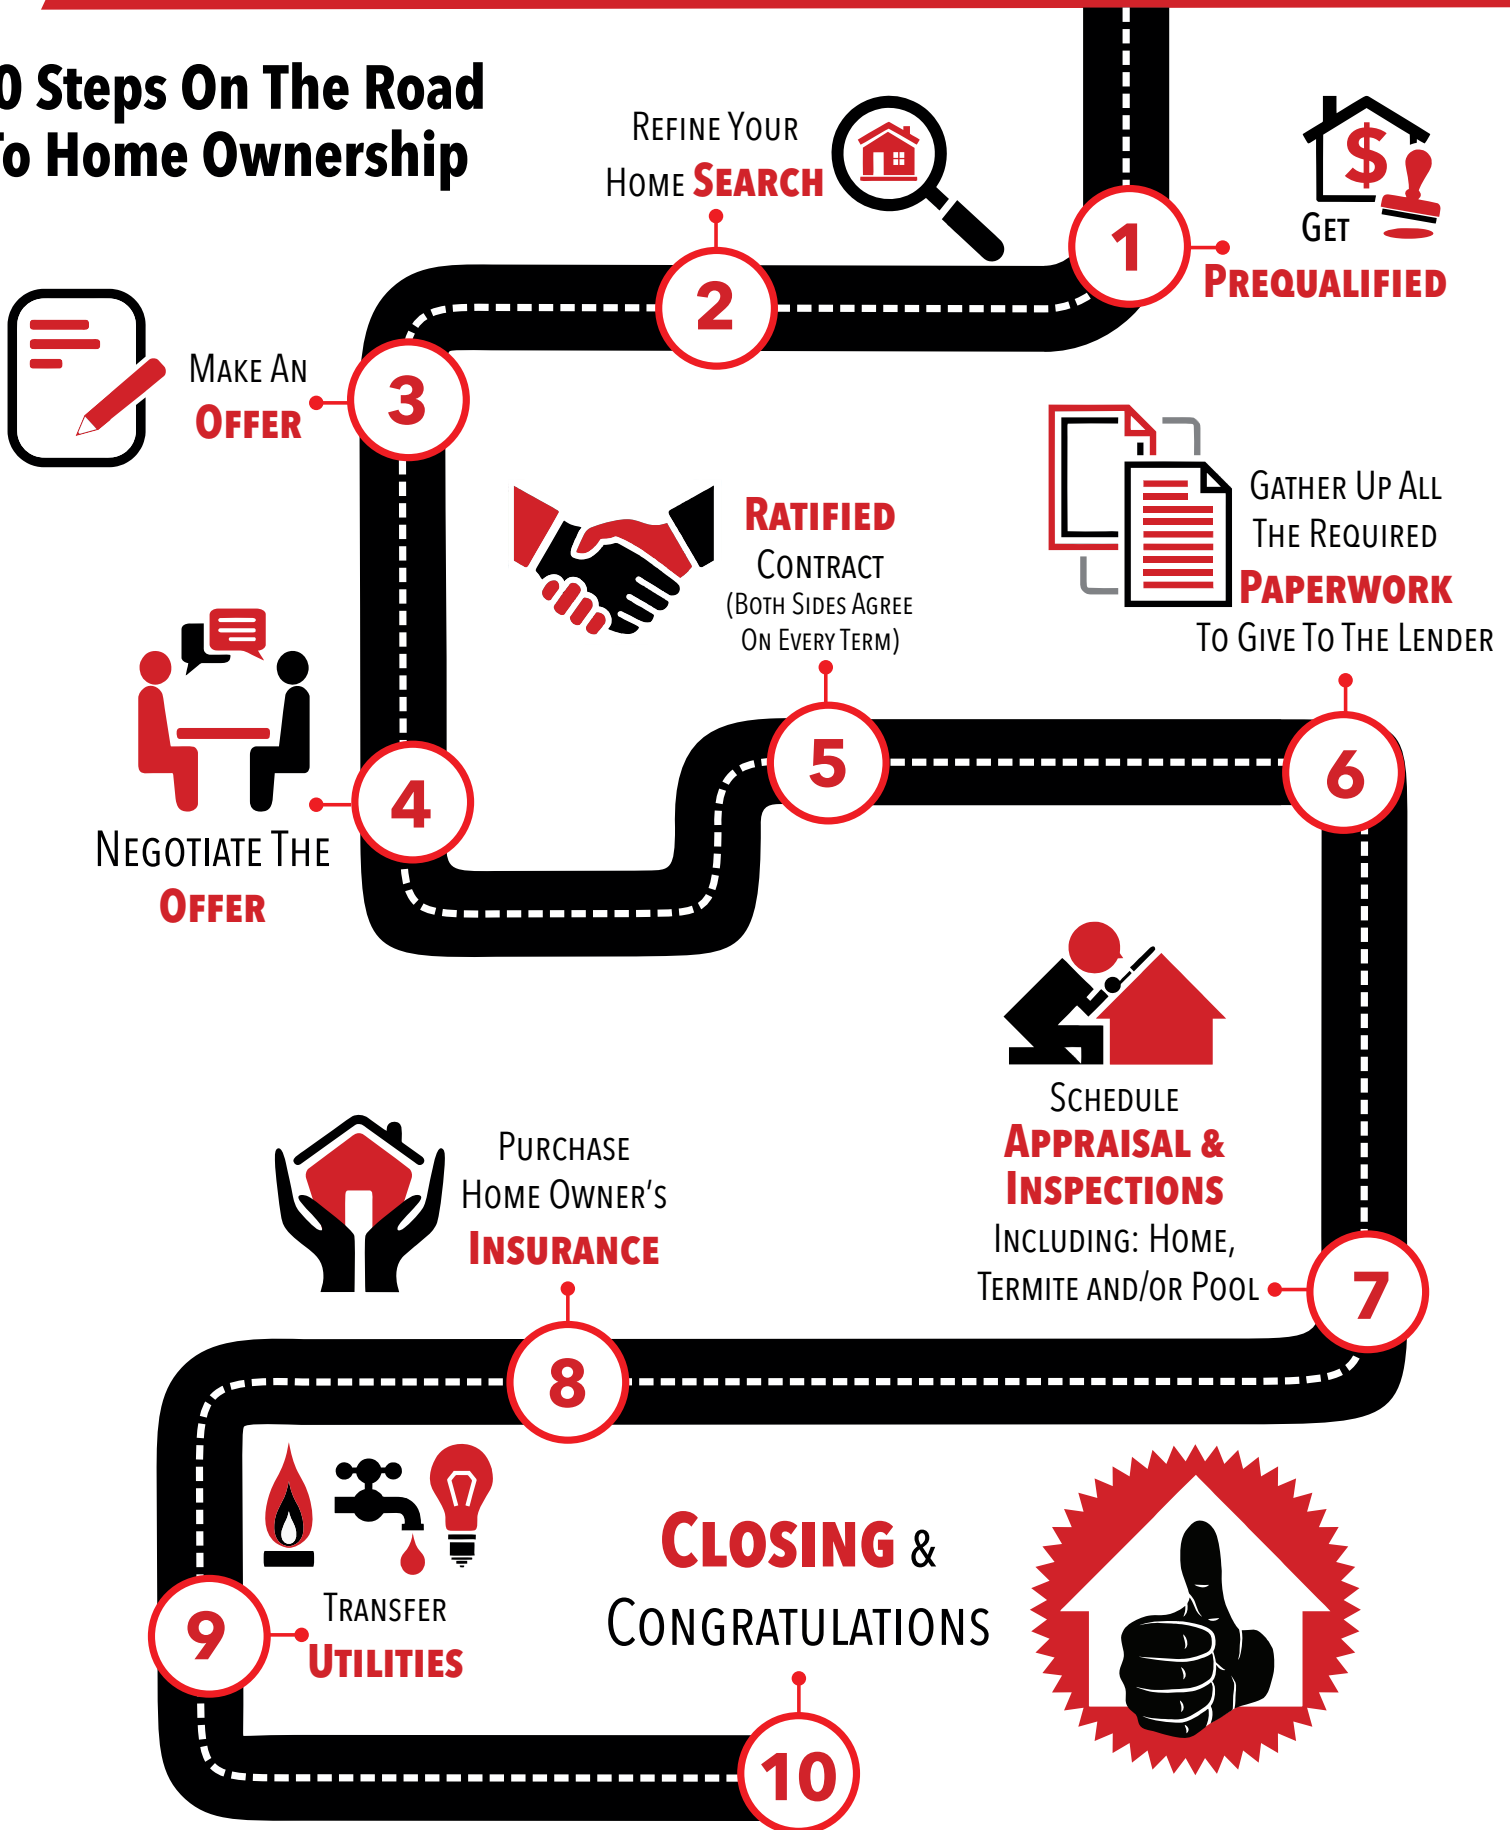 0 Steps On The Road
To Home Ownership
1
GET
PREQUALIFIED
REFINE YOUR
HOME SEARCH
2
MAKE AN
OFFER
3
NEGOTIATE THE
OFFER
4
RATIFIED
CONTRACT
(BOTH SIDES AGREE
ON EVERY TERM)
5
GATHER UP ALL
THE REQUIRED
PAPERWORK
TO GIVE TO THE LENDER
6
SCHEDULE
APPRAISAL &
INSPECTIONS
INCLUDING: HOME,
TERMITE AND/OR POOL
7
PURCHASE
HOME OWNER'S
INSURANCE
8
TRANSFER
UTILITIES
9
CLOSING &
CONGRATULATIONS
10